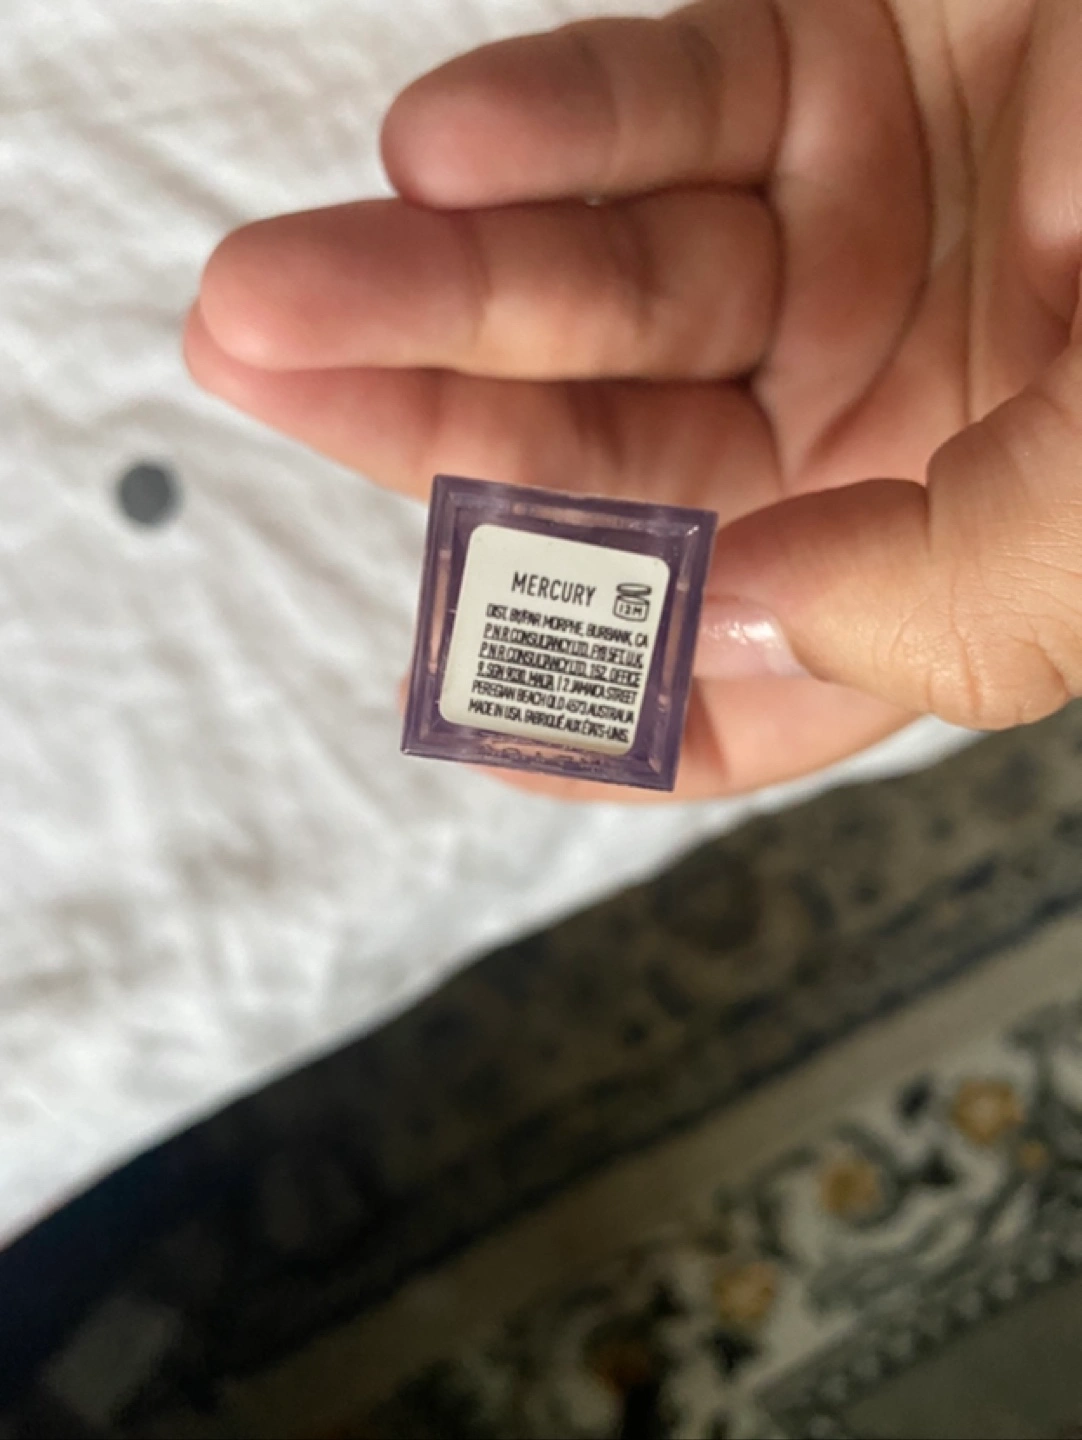 MERCURY
12M
DIST. BY/PAR MORPHE, BURBANK, CA
P.N.R CONSULTANCY LTD, FY8 5FT, U.K.
P.N.R CONSULTANCY LTD, 152, OFFICE
9, SGN 9030, MALTA | 2 JAMAICA STREET
PEREGIAN BEACH QLD 4573 AUSTRALIA
MADE IN USA. FABRIQUÉ AUX ÉTATS-UNIS.